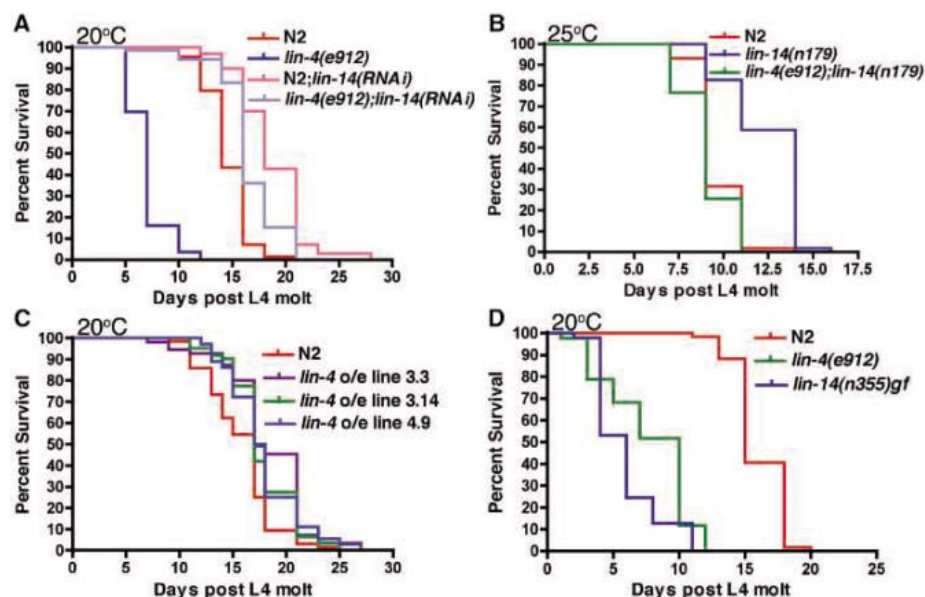 A
20°C
N2
lin-4(e912)
N2;lin-14(RNAi)
lin-4(e912);lin-14(RNAi)
Percent Survival
100
90
80
70
60
50
40
30
20
10
0
0 5 10 15 20 25 30
Days post L4 molt
B
25°C
N2
lin-14(n179)
lin-4(e912);lin-14(n179)
Percent Survival
100
90
80
70
60
50
40
30
20
10
0
0.0 2.5 5.0 7.5 10.0 12.5 15.0 17.5
Days post L4 molt
C
20°C
N2
lin-4 o/e line 3.3
lin-4 o/e line 3.14
lin-4 o/e line 4.9
Percent Survival
100
90
80
70
60
50
40
30
20
10
0
0 5 10 15 20 25 30
Days post L4 molt
D
20°C
N2
lin-4(e912)
lin-14(n355)gf
Percent Survival
100
90
80
70
60
50
40
30
20
10
0
0 5 10 15 20 25
Days post L4 molt